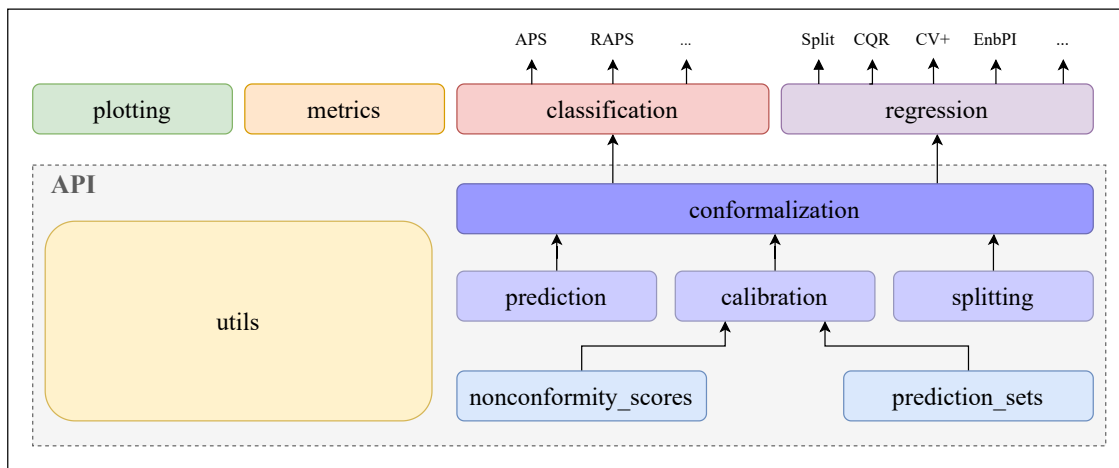 APS RAPS ... Split CQR CV+ EnbPI ...
plotting metrics classification regression
API
conformalization
prediction calibration splitting
utils
nonconformity_scores prediction_sets